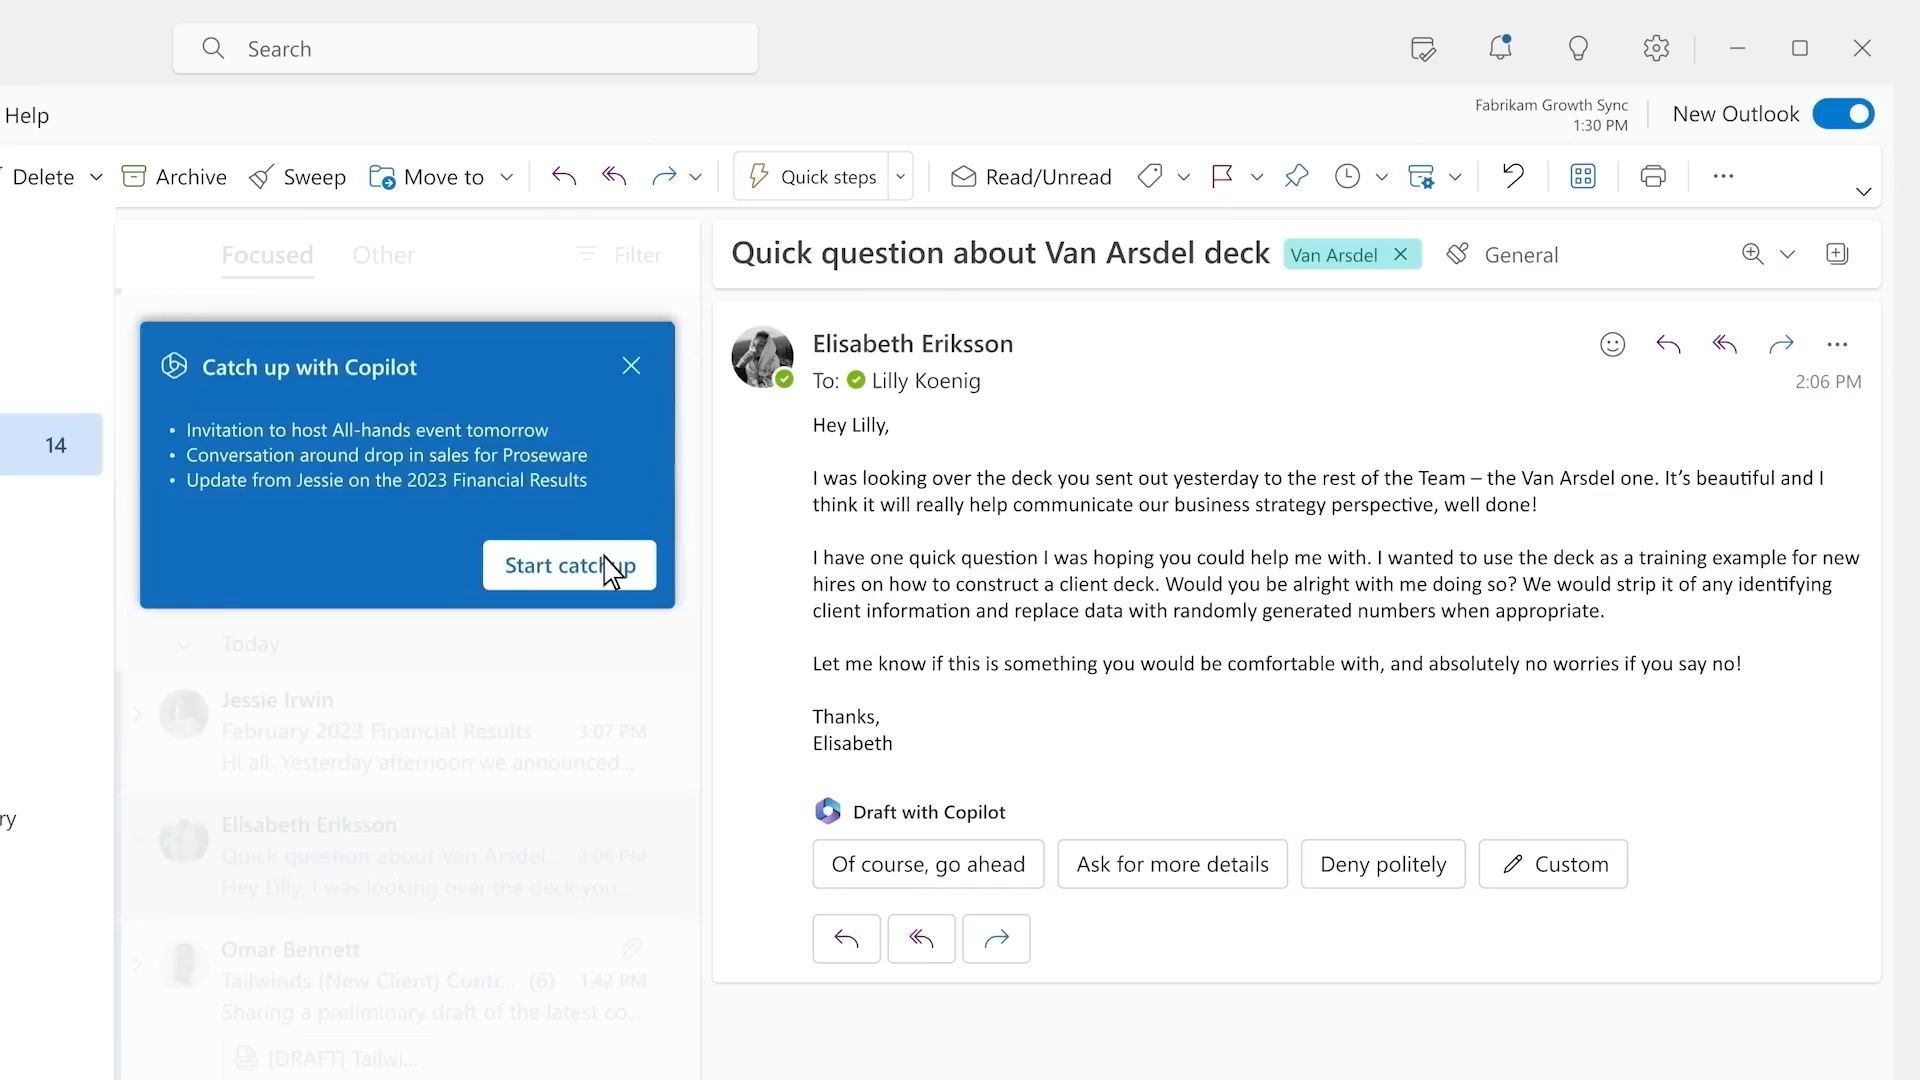 Search
Help
Fabrikam Growth Sync
1:30 PM
New Outlook
Delete
Archive
Sweep
Move to
Quick steps
Read/Unread
Focused
Other
Filter
Catch up with Copilot
• Invitation to host All-hands event tomorrow
• Conversation around drop in sales for Proseware
• Update from Jessie on the 2023 Financial Results
Start catch up
14
ry
Today
Jessie Irwin
February 2023 Financial Results 3:07 PM
Hi all, Yesterday afternoon we announced...
Elisabeth Eriksson
Quick question about Van Arsdel... 2:06 PM
Hey Lilly, I was looking over the deck you...
Omar Bennett
Tailwinds (New Client) Contr... (6) 1:42 PM
Sharing a preliminary draft of the latest co...
[DRAFT] Tailwi...
Quick question about Van Arsdel deck
Van Arsdel
General
Elisabeth Eriksson
To: Lilly Koenig
2:06 PM
Hey Lilly,
I was looking over the deck you sent out yesterday to the rest of the Team – the Van Arsdel one. It’s beautiful and I
think it will really help communicate our business strategy perspective, well done!
I have one quick question I was hoping you could help me with. I wanted to use the deck as a training example for new
hires on how to construct a client deck. Would you be alright with me doing so? We would strip it of any identifying
client information and replace data with randomly generated numbers when appropriate.
Let me know if this is something you would be comfortable with, and absolutely no worries if you say no!
Thanks,
Elisabeth
Draft with Copilot
Of course, go ahead
Ask for more details
Deny politely
Custom